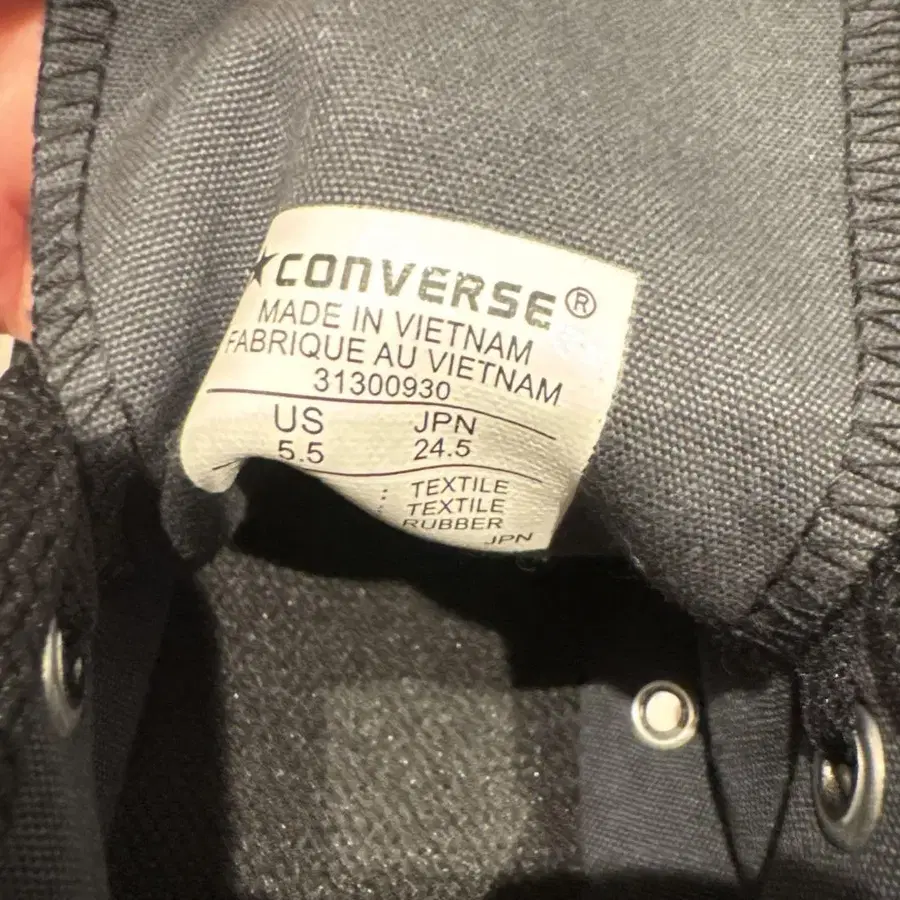 ★CONVERSE®
MADE IN VIETNAM
FABRIQUE AU VIETNAM
31300930
US JPN
5.5 24.5
: TEXTILE
: TEXTILE
RUBBER
JPN